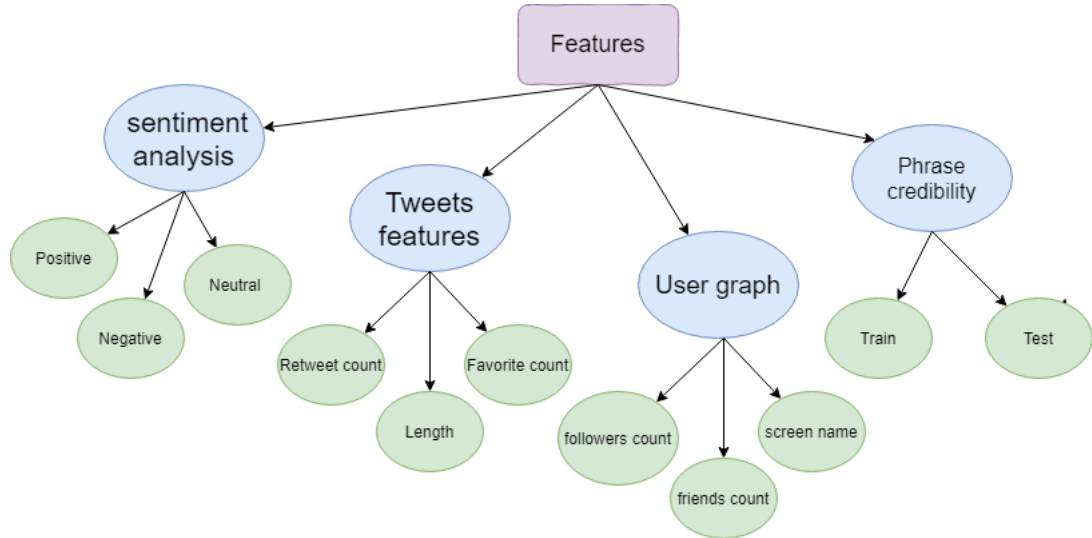 Features
sentiment
analysis
Positive
Negative
Neutral
Tweets
features
Retweet count
Length
Favorite count
User graph
followers count
friends count
screen name
Phrase
credibility
Train
Test